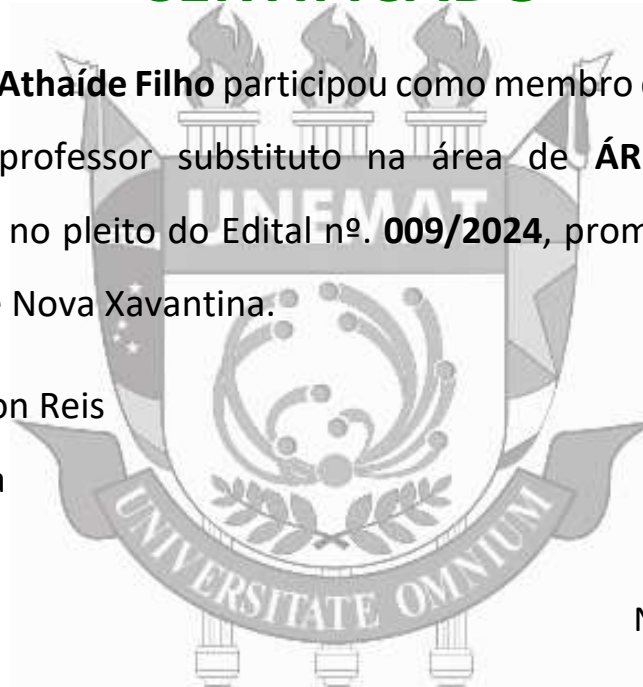 CERTIFICADO
Athaíde Filho participou como membro
professor substituto na área de ÁR
no pleito do Edital nº. 009/2024, prom
Nova Xavantina.
on Reis
UNEMAT
UNIVERSITATE OMNIUM
N